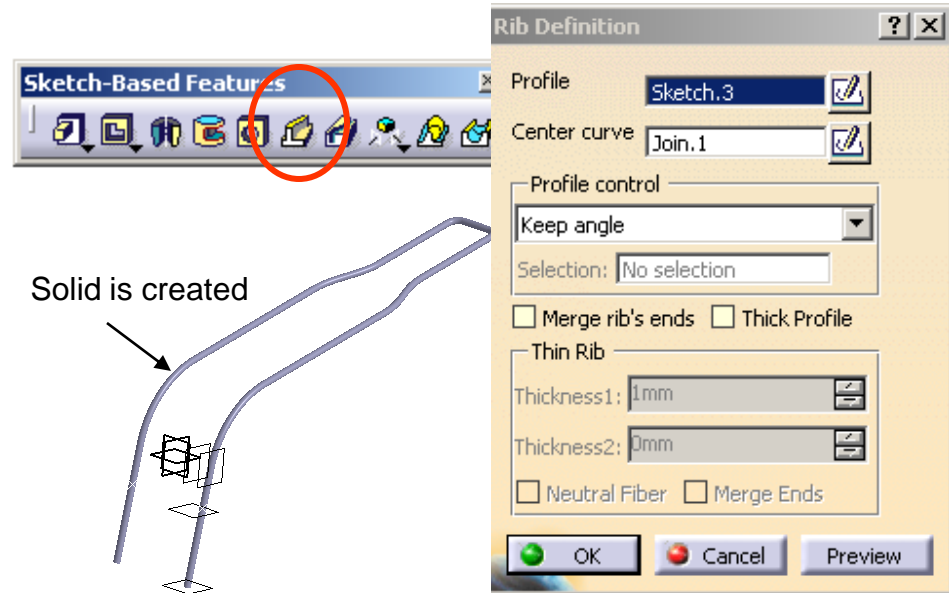 Sketch-Based Features
Solid is created
Rib Definition
Profile
Sketch.3
Center curve
Join.1
Profile control
Keep angle
Selection: No selection
Merge rib's ends Thick Profile
Thin Rib
Thickness1: 1mm
Thickness2: 0mm
Neutral Fiber Merge Ends
OK Cancel Preview